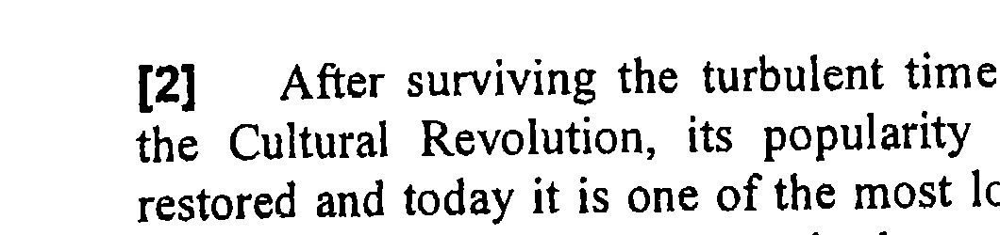 [2] After surviving the turbulent time
the Cultural Revolution, its popularity
restored and today it is one of the most